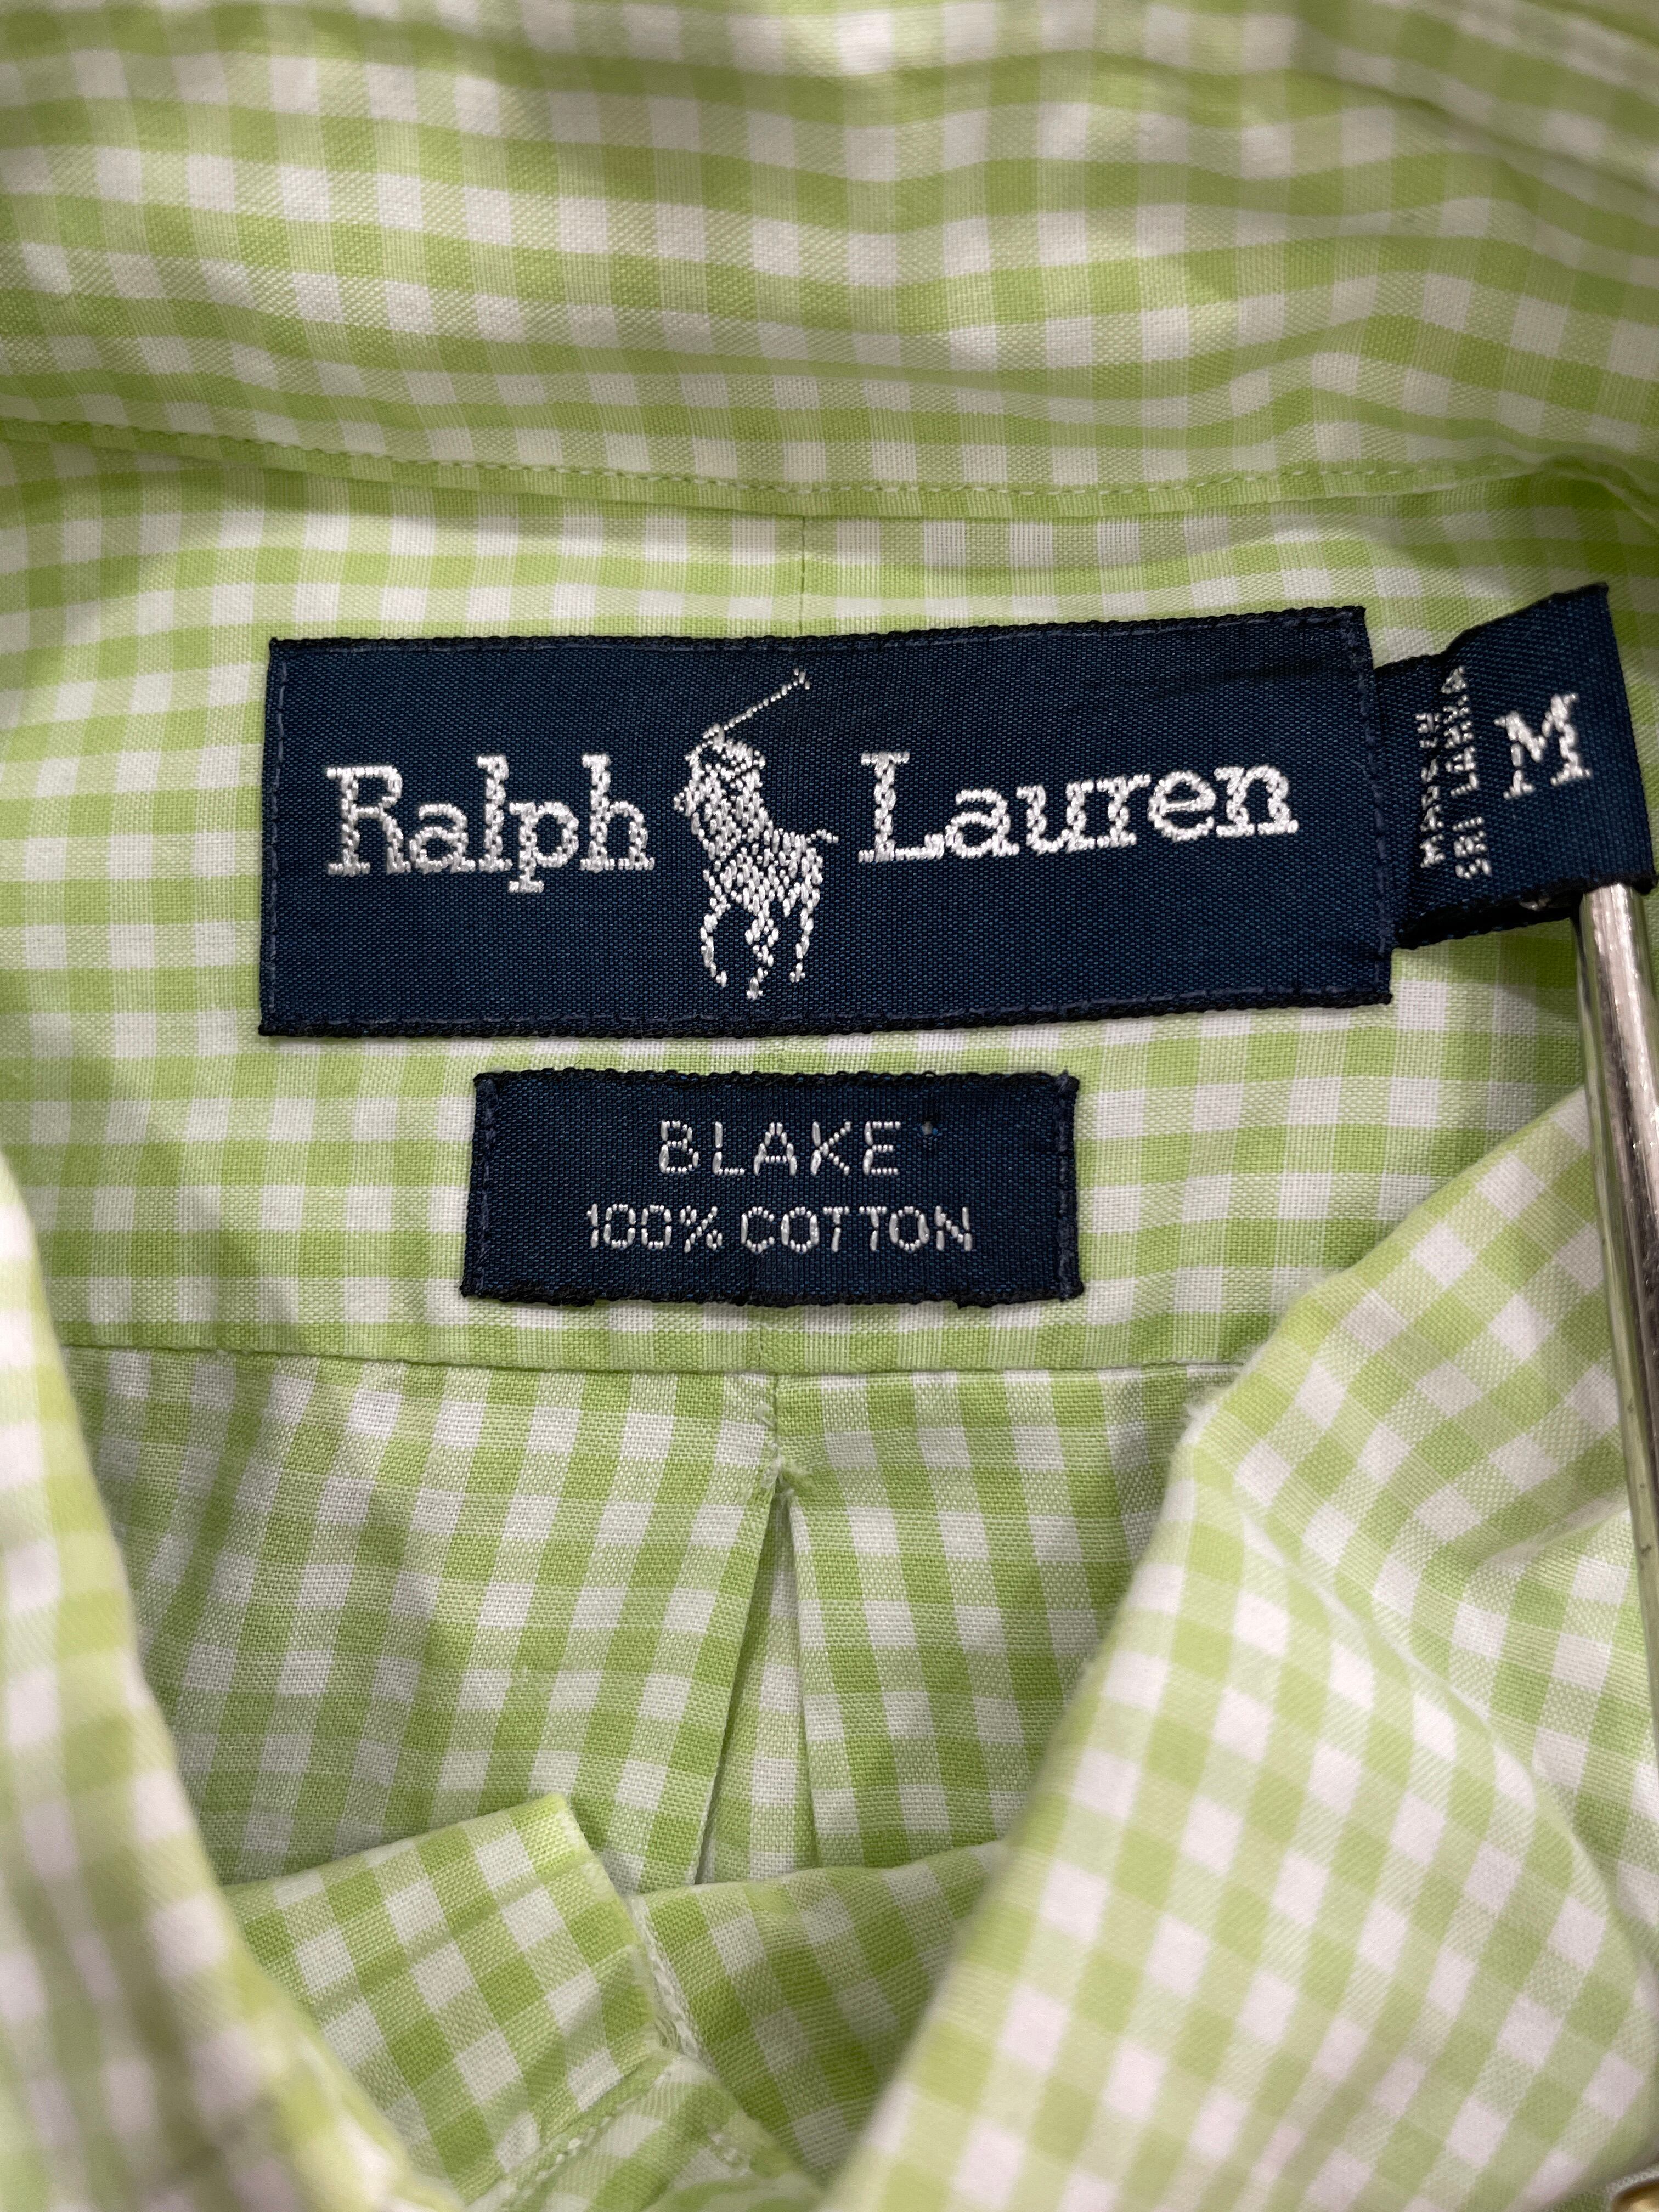 Ralph Lauren
MADE IN
SRI LANKA
M
BLAKE
100% COTTON